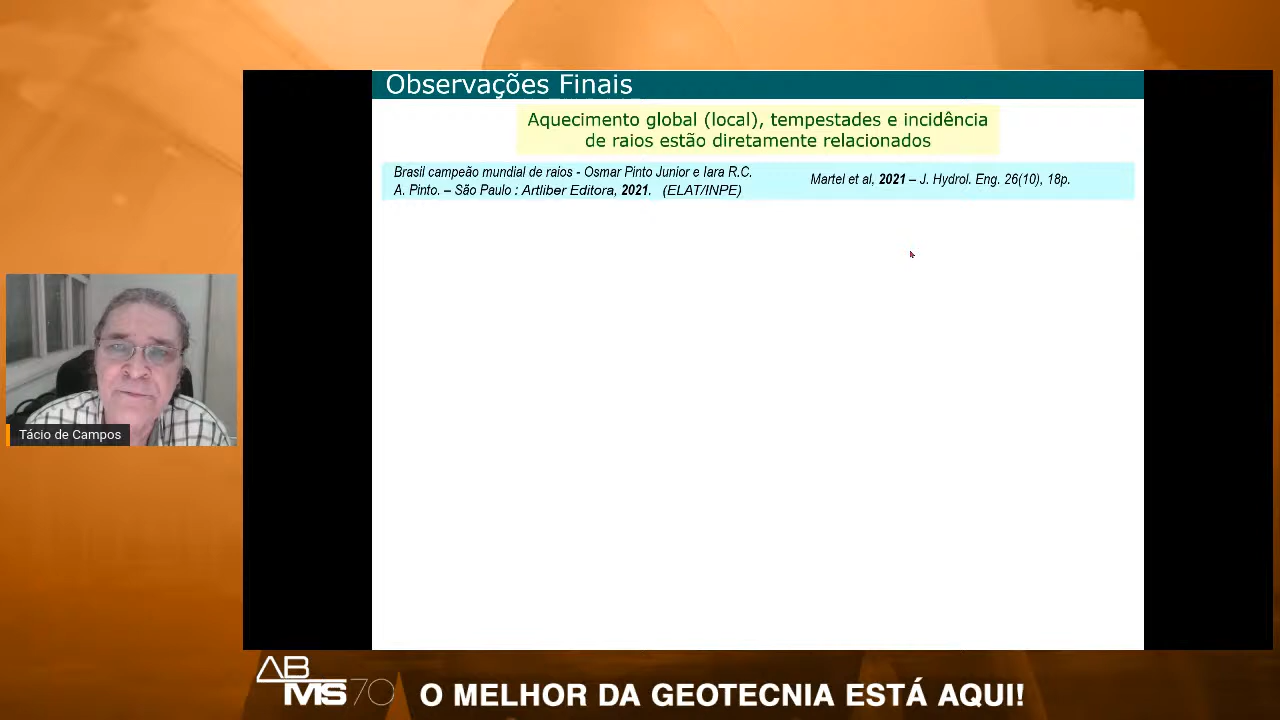 Observações Finais
Aquecimento global (local), tempestades e incidência
de raios estão diretamente relacionados
Brasil campeão mundial de raios - Osmar Pinto Junior e Iara R.C.
A. Pinto. – São Paulo : Artliber Editora, 2021. (ELAT/INPE)
Martel et al, 2021 – J. Hydrol. Eng. 26(10), 18p.
Tácio de Campos
ABMS70
O MELHOR DA GEOTECNIA ESTÁ AQUI!